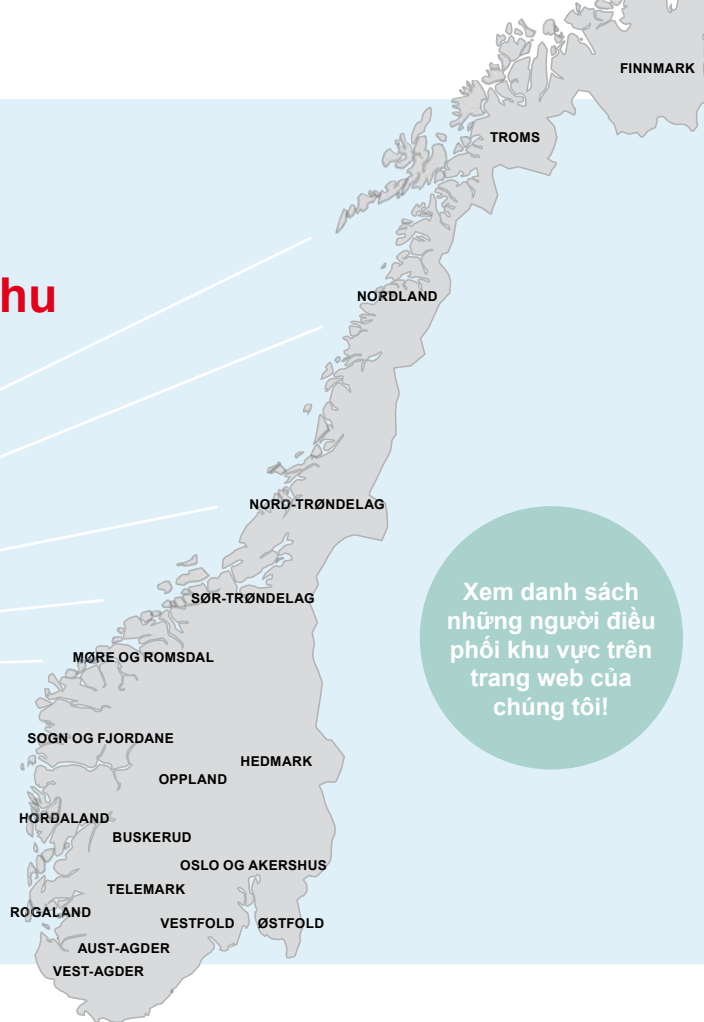 FINNMARK
TROMS
hu
NORDLAND
NORD-TRØNDELAG
Xem danh sách
những người điều
phối khu vực trên
trang web của
chúng tôi!
SØR-TRØNDELAG
MØRE OG ROMSDAL
SOGN OG FJORDANE
HEDMARK
OPPLAND
HORDALAND
BUSKERUD
OSLO OG AKERSHUS
TELEMARK
ROGALAND
VESTFOLD
ØSTFOLD
AUST-AGDER
VEST-AGDER